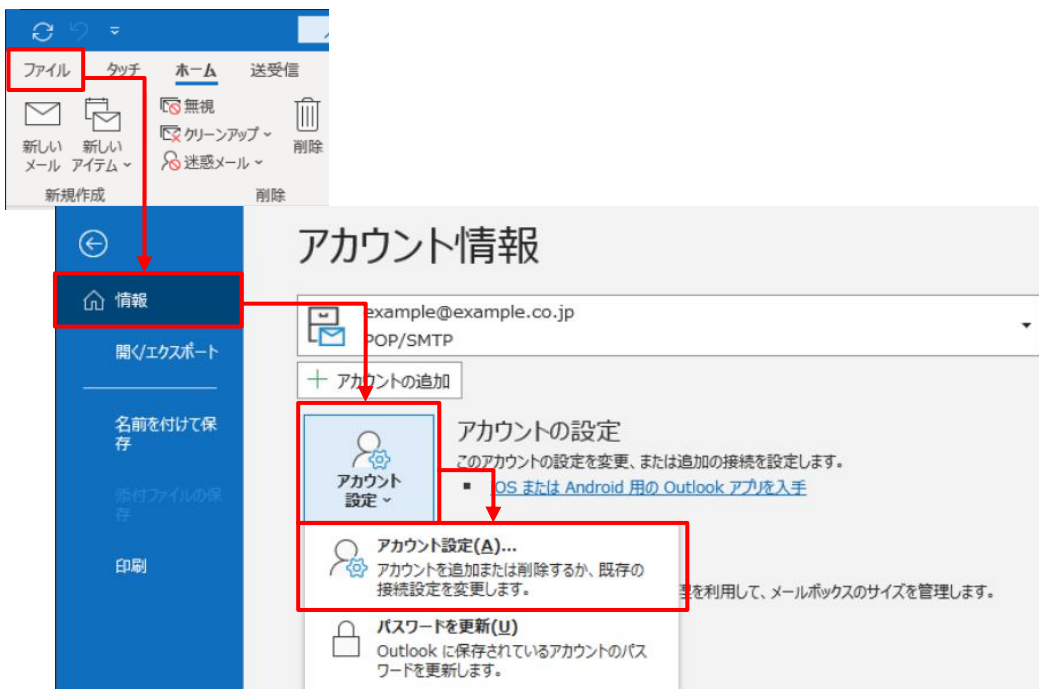 ファイル タッチ ホーム 送受信
無視
クリーンアップ
迷惑メール
新しい
メール
新しい
アイテム
削除
新規作成 削除
アカウント情報
情報
開く/エクスポート
名前を付けて保
存
添付ファイルの保
存
印刷
example@example.co.jp
POP/SMTP
アカウントの追加
アカウント
設定
アカウントの設定
このアカウントの設定を変更、または追加の接続を設定します。
OS または Android 用の Outlook アプリを入手
アカウント設定(A)...
アカウントを追加または削除するか、既存の
接続設定を変更します。
を利用して、メールボックスのサイズを管理します。
パスワードを更新(U)
Outlook に保存されているアカウントのパス
ワードを更新します。